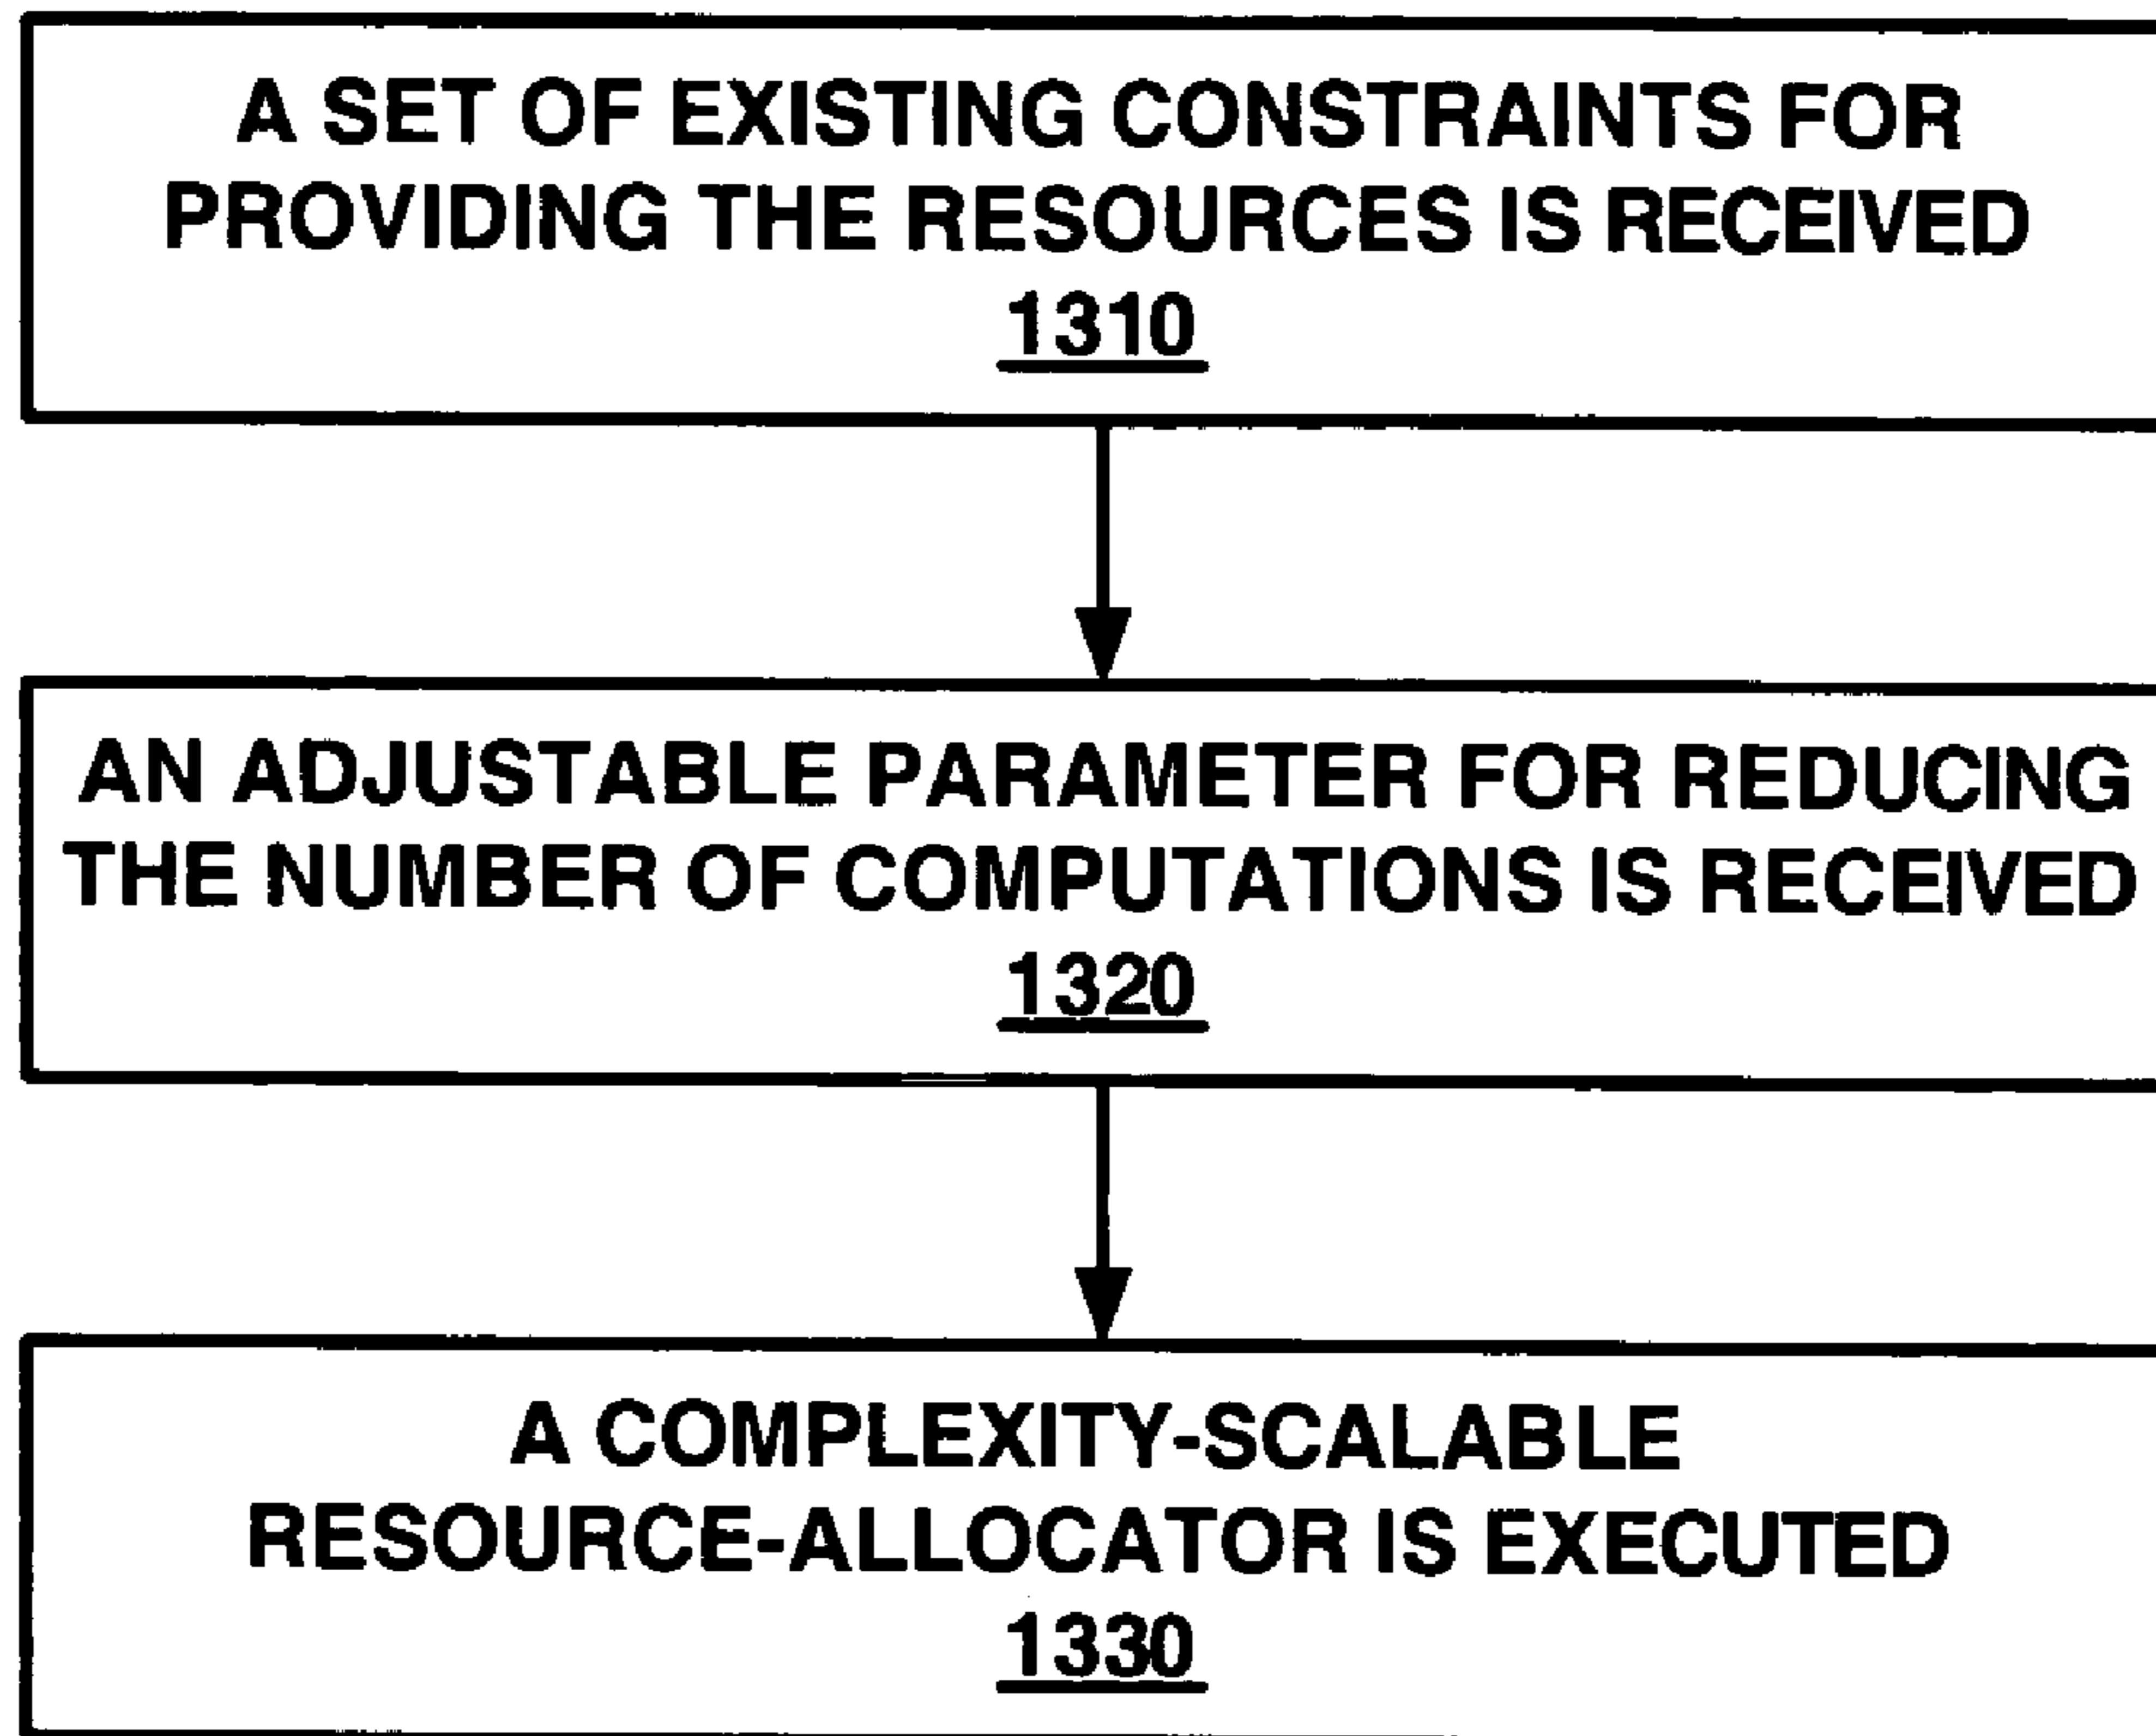 A SET OF EXISTING CONSTRAINTS FOR
PROVIDING THE RESOURCES IS RECEIVED
1310
AN ADJUSTABLE PARAMETER FOR REDUCING
THE NUMBER OF COMPUTATIONS IS RECEIVED
1320
A COMPLEXITY-SCALABLE
RESOURCE-ALLOCATOR IS EXECUTED
1330